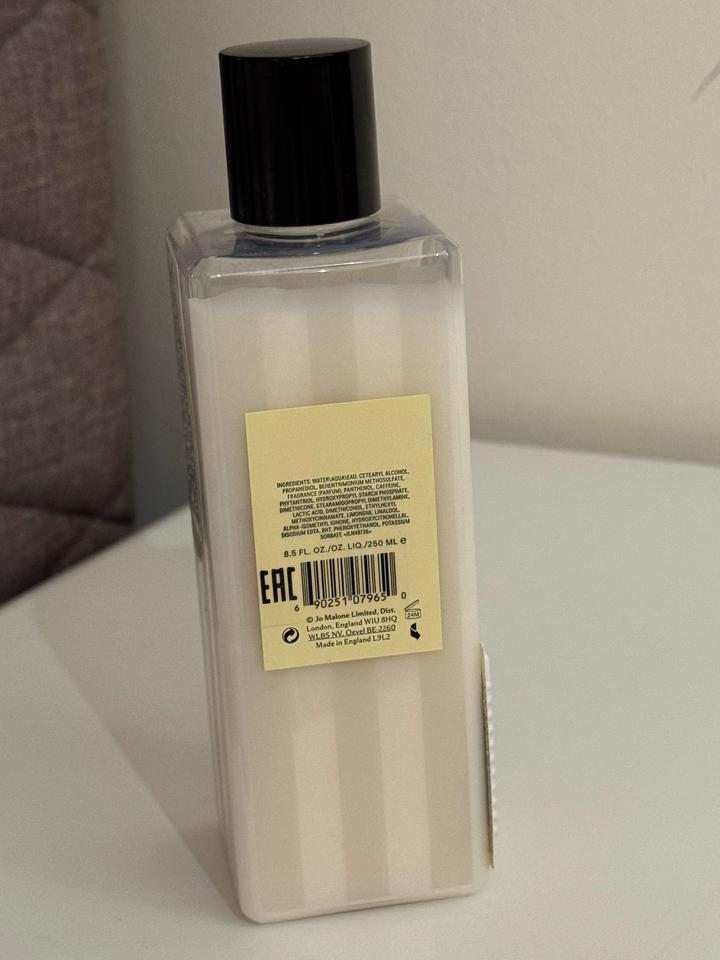 INGREDIENTS: WATER\AQUA\EAU, CETEARYL ALCOHOL,
PROPANEDIOL, BEHENTRIMONIUM METHOSULFATE,
FRAGRANCE (PARFUM), PANTHENOL, CAFFEINE,
PHYTANTRIOL, HYDROXYPROPYL STARCH PHOSPHATE,
DIMETHICONE, STEARAMIDOPROPYL DIMETHYLAMINE,
LACTIC ACID, DIMETHICONOL, ETHYLHEXYL
METHOXYCINNAMATE, LIMONENE, LINALOOL,
ALPHA-ISOMETHYL IONONE, HYDROXYCITRONELLAL,
DISODIUM EDTA, BHT, PHENOXYETHANOL, POTASSIUM
SORBATE <ILN49736>
8.5 FL. OZ./OZ. LIQ./250 ML e
EAC
6 90251 07965 0
24M
© Jo Malone Limited, Dist.
London, England W1U 8HQ
WLBS NV, Oevel BE-2260
Made in England L9L2